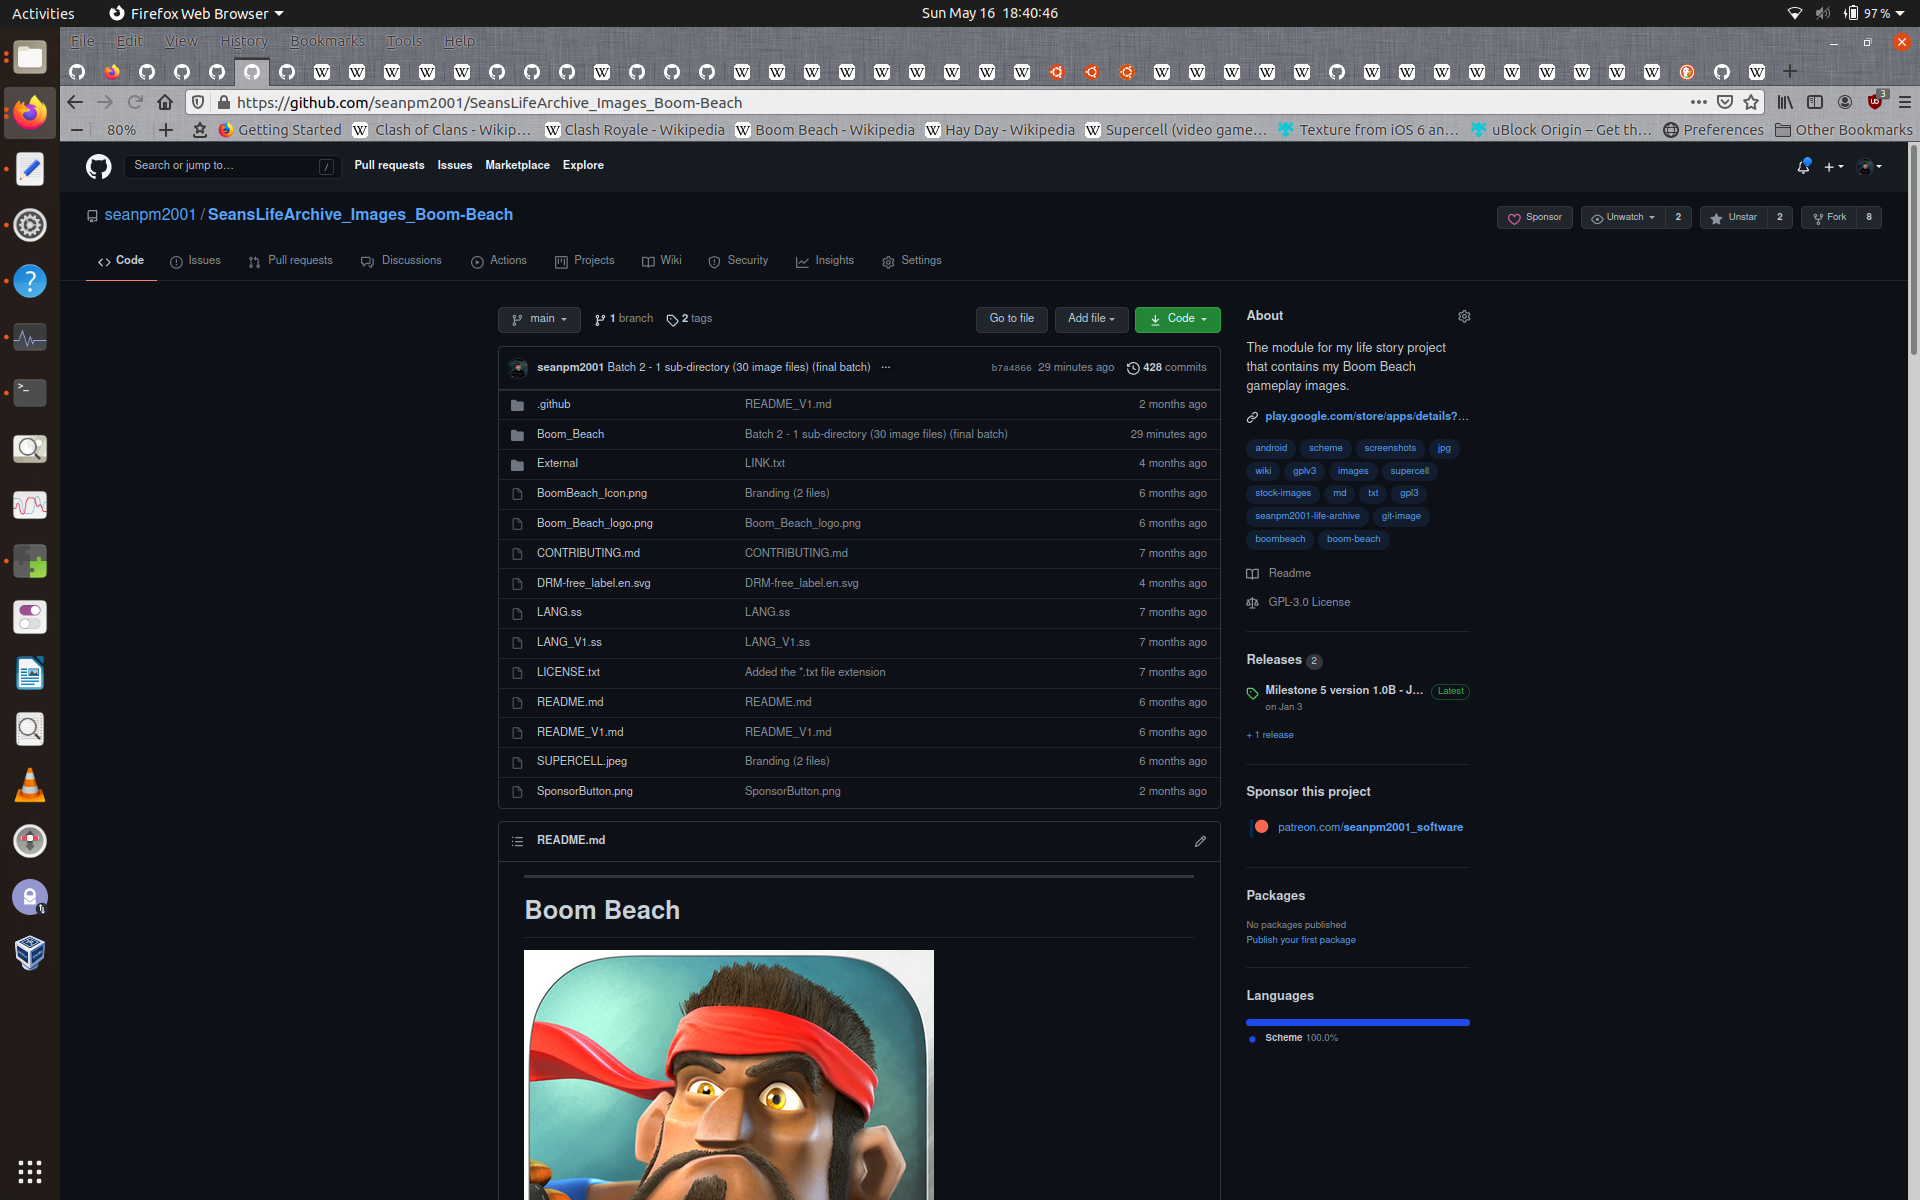 Activities Firefox Web Browser Sun May 16 18:40:46 97 %
File Edit View History Bookmarks Tools Help
https://github.com/seanpm2001/SeansLifeArchive_Images_Boom-Beach 3
80% Getting Started Clash of Clans - Wikip… Clash Royale - Wikipedia Boom Beach - Wikipedia Hay Day - Wikipedia Supercell (video game… Texture from iOS 6 an… uBlock Origin – Get th… Preferences Other Bookmarks
Search or jump to… / Pull requests Issues Marketplace Explore
seanpm2001 / SeansLifeArchive_Images_Boom-Beach Sponsor Unwatch 2 Unstar 2 Fork 8
Code Issues Pull requests Discussions Actions Projects Wiki Security Insights Settings
main 1 branch 2 tags Go to file Add file Code
seanpm2001 Batch 2 - 1 sub-directory (30 image files) (final batch) … b7a4866 29 minutes ago 428 commits
.github README_V1.md 2 months ago
Boom_Beach Batch 2 - 1 sub-directory (30 image files) (final batch) 29 minutes ago
External LINK.txt 4 months ago
BoomBeach_Icon.png Branding (2 files) 6 months ago
Boom_Beach_logo.png Boom_Beach_logo.png 6 months ago
CONTRIBUTING.md CONTRIBUTING.md 7 months ago
DRM-free_label.en.svg DRM-free_label.en.svg 4 months ago
LANG.ss LANG.ss 7 months ago
LANG_V1.ss LANG_V1.ss 7 months ago
LICENSE.txt Added the *.txt file extension 7 months ago
README.md README.md 6 months ago
README_V1.md README_V1.md 6 months ago
SUPERCELL.jpeg Branding (2 files) 6 months ago
SponsorButton.png SponsorButton.png 2 months ago
README.md
Boom Beach
About
The module for my life story project
that contains my Boom Beach
gameplay images.
play.google.com/store/apps/details?…
android scheme screenshots jpg
wiki gplv3 images supercell
stock-images md txt gpl3
seanpm2001-life-archive git-image
boombeach boom-beach
Readme
GPL-3.0 License
Releases 2
Milestone 5 version 1.0B - J… Latest
on Jan 3
+ 1 release
Sponsor this project
patreon.com/seanpm2001_software
Packages
No packages published
Publish your first package
Languages
Scheme 100.0%